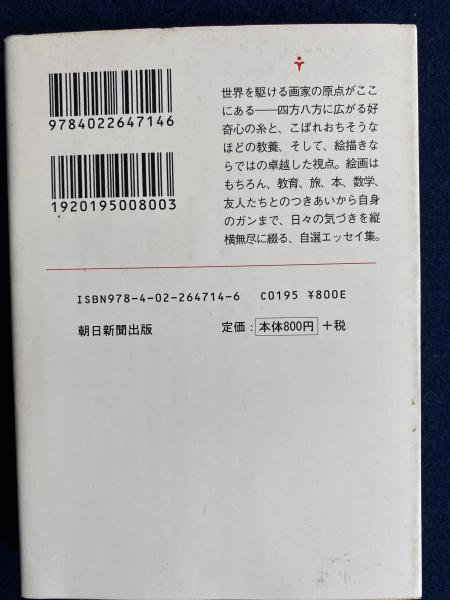 9784022647146
1920195008003
世界を駆ける画家の原点がここ
にある――四方八方に広がる好
奇心の糸と、こぼれおちそうな
ほどの教養、そして、絵描きな
らではの卓越した視点。絵画は
もちろん、教育、旅、本、数学、
友人たちとのつきあいから自身
のガンまで、日々の気づきを縦
横無尽に綴る、自選エッセイ集。
ISBN978-4-02-264714-6 C0195 ¥800E
朝日新聞出版 定価：本体800円 +税